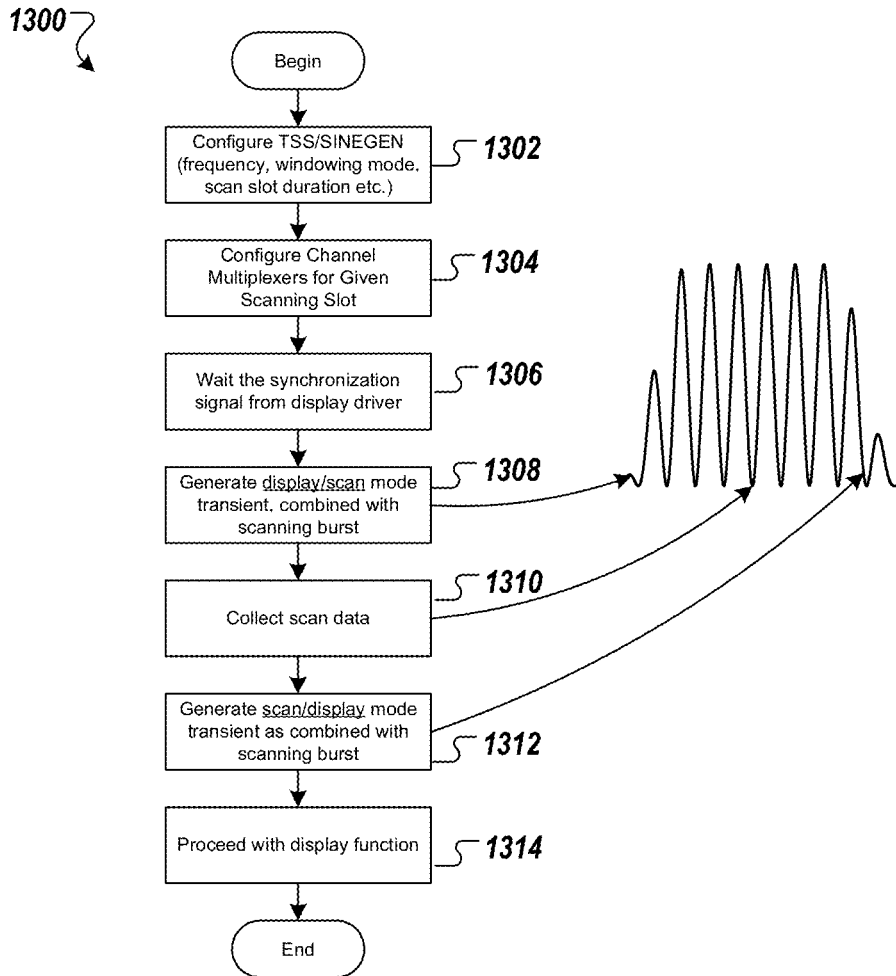 1300
Begin
Configure TSS/SINEGEN
(frequency, windowing mode,
scan slot duration etc.)
1302
Configure Channel
Multiplexers for Given
Scanning Slot
1304
Wait the synchronization
signal from display driver
1306
Generate display/scan mode
transient, combined with
scanning burst
1308
Collect scan data
1310
Generate scan/display mode
transient as combined with
scanning burst
1312
Proceed with display function
1314
End